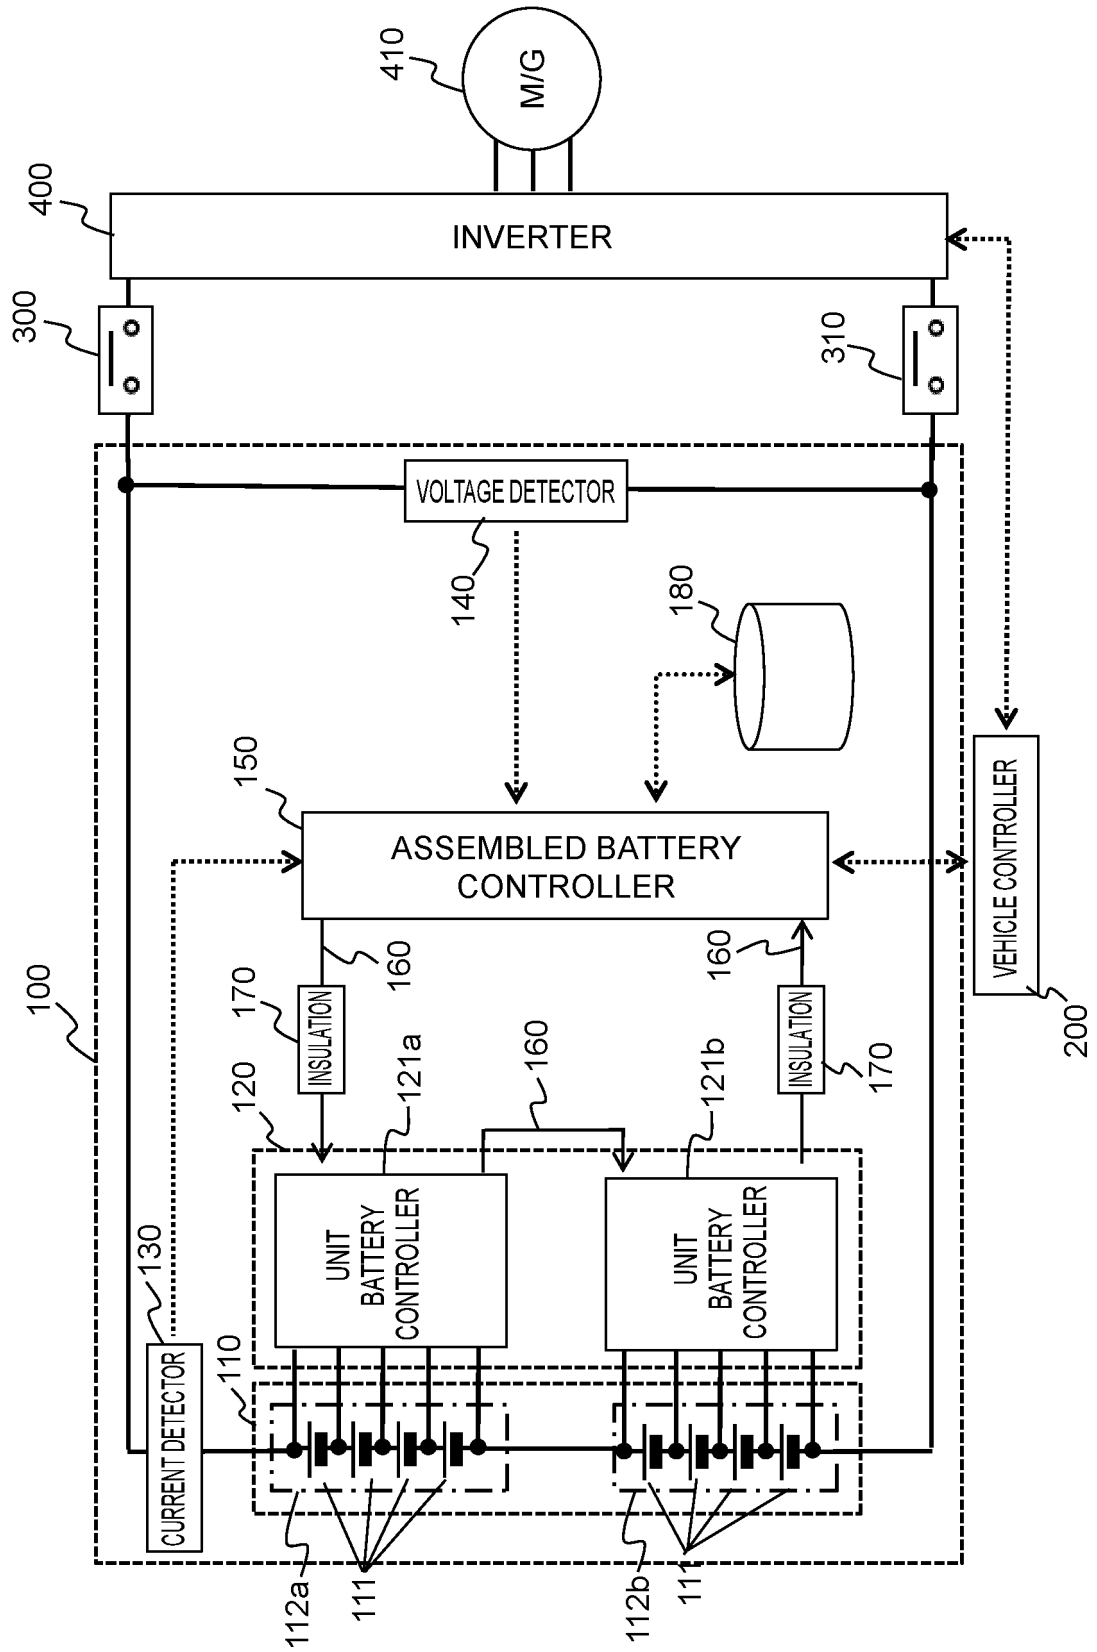 100
112a
111
112b
111
110
CURRENT DETECTOR
130
120
UNIT
BATTERY
CONTROLLER
121a
UNIT
BATTERY
CONTROLLER
121b
160
170
INSULATION
160
INSULATION
170
160
150
ASSEMBLED BATTERY
CONTROLLER
VOLTAGE DETECTOR
140
180
VEHICLE CONTROLLER
200
300
310
400
INVERTER
410
M/G